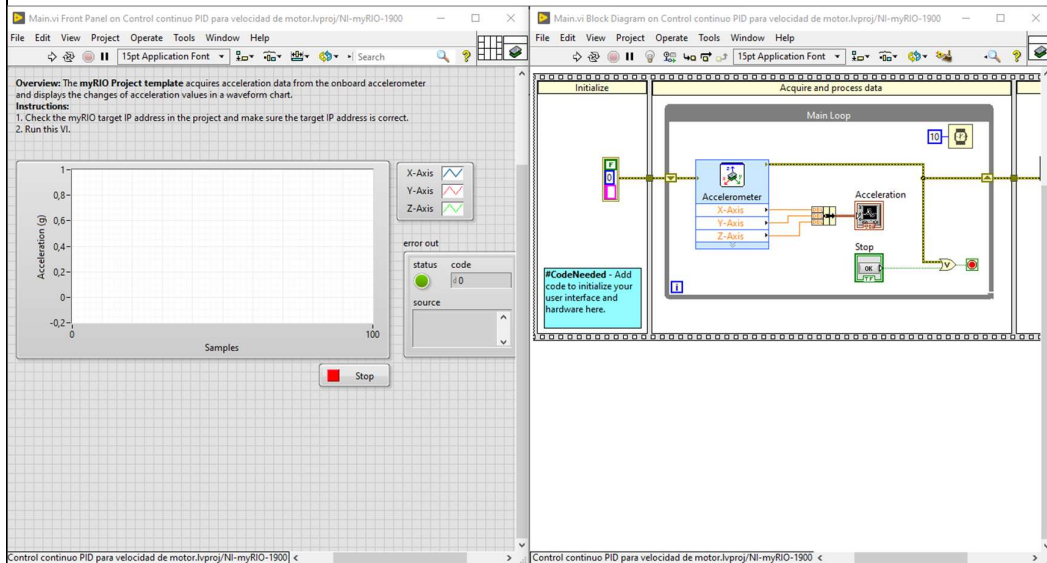 Main.vi Front Panel on Control continuo PID para velocidad de motor.lvproj/NI-myRIO-1900
File Edit View Project Operate Tools Window Help
15pt Application Font
Search
Overview: The myRIO Project template acquires acceleration data from the onboard accelerometer
and displays the changes of acceleration values in a waveform chart.
Instructions:
1. Check the myRIO target IP address in the project and make sure the target IP address is correct.
2. Run this VI.
Acceleration (g)
1
0,8
0,6
0,4
0,2
0
-0,2
0
100
Samples
X-Axis
Y-Axis
Z-Axis
error out
status
code
0
source
Stop
Control continuo PID para velocidad de motor.lvproj/NI-myRIO-1900
Main.vi Block Diagram on Control continuo PID para velocidad de motor.lvproj/NI-myRIO-1900
File Edit View Project Operate Tools Window Help
15pt Application Font
Initialize
Acquire and process data
Main Loop
10
F
0
Accelerometer
X-Axis
Y-Axis
Z-Axis
Acceleration
Stop
OK
TF
V
i
#CodeNeeded - Add
code to initialize your
user interface and
hardware here.
Control continuo PID para velocidad de motor.lvproj/NI-myRIO-1900